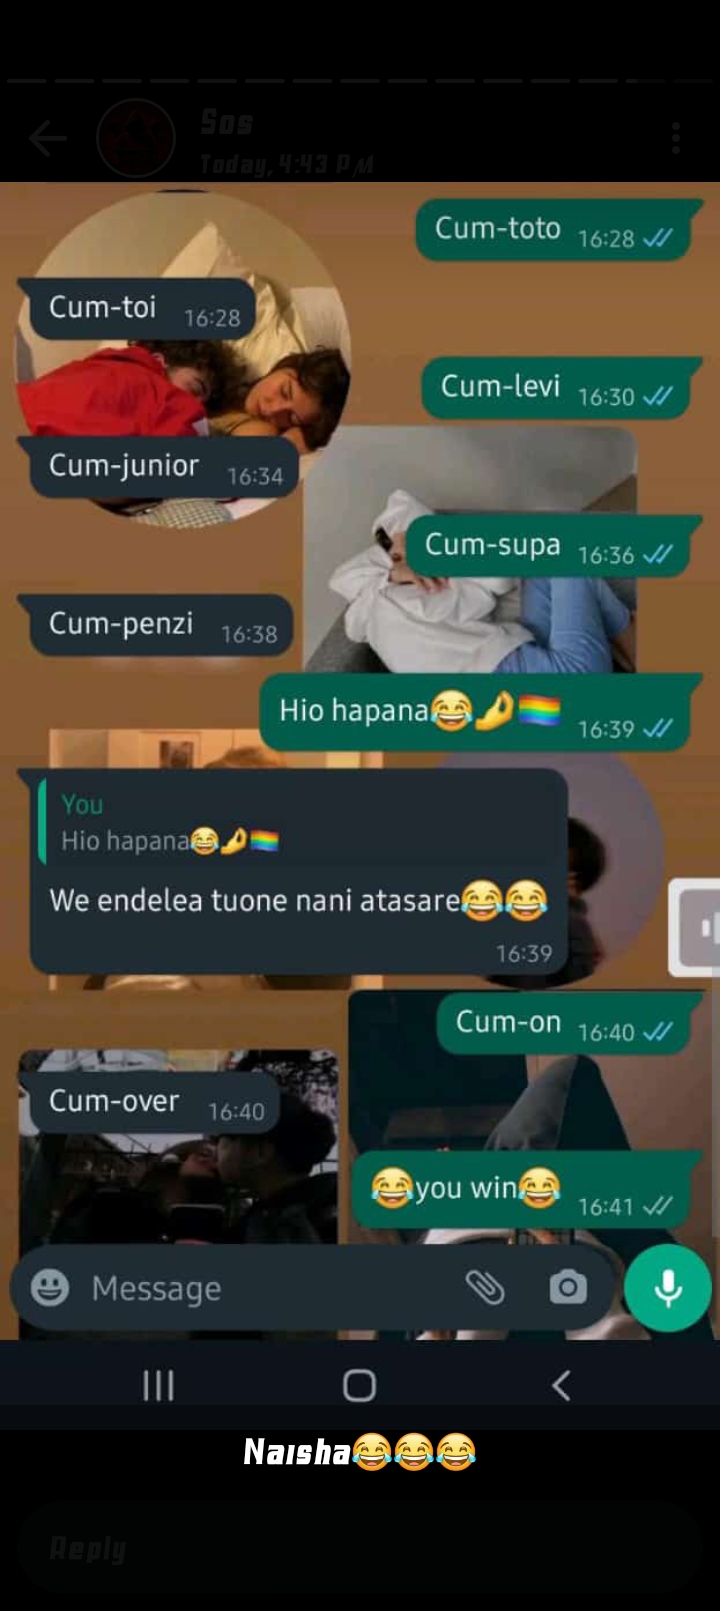 Sos
Today, 4:43 PM
Cum-toto 16:28
Cum-toi 16:28
Cum-levi 16:30
Cum-junior 16:34
Cum-supa 16:36
Cum-penzi 16:38
Hio hapana😂🤌🏳️‍🌈 16:39
You
Hio hapana😂🤌🏳️‍🌈
We endelea tuone nani atasare😂😂
16:39
Cum-on 16:40
Cum-over 16:40
😂you win😂 16:41
Message
Naisha😂😂😂
Reply